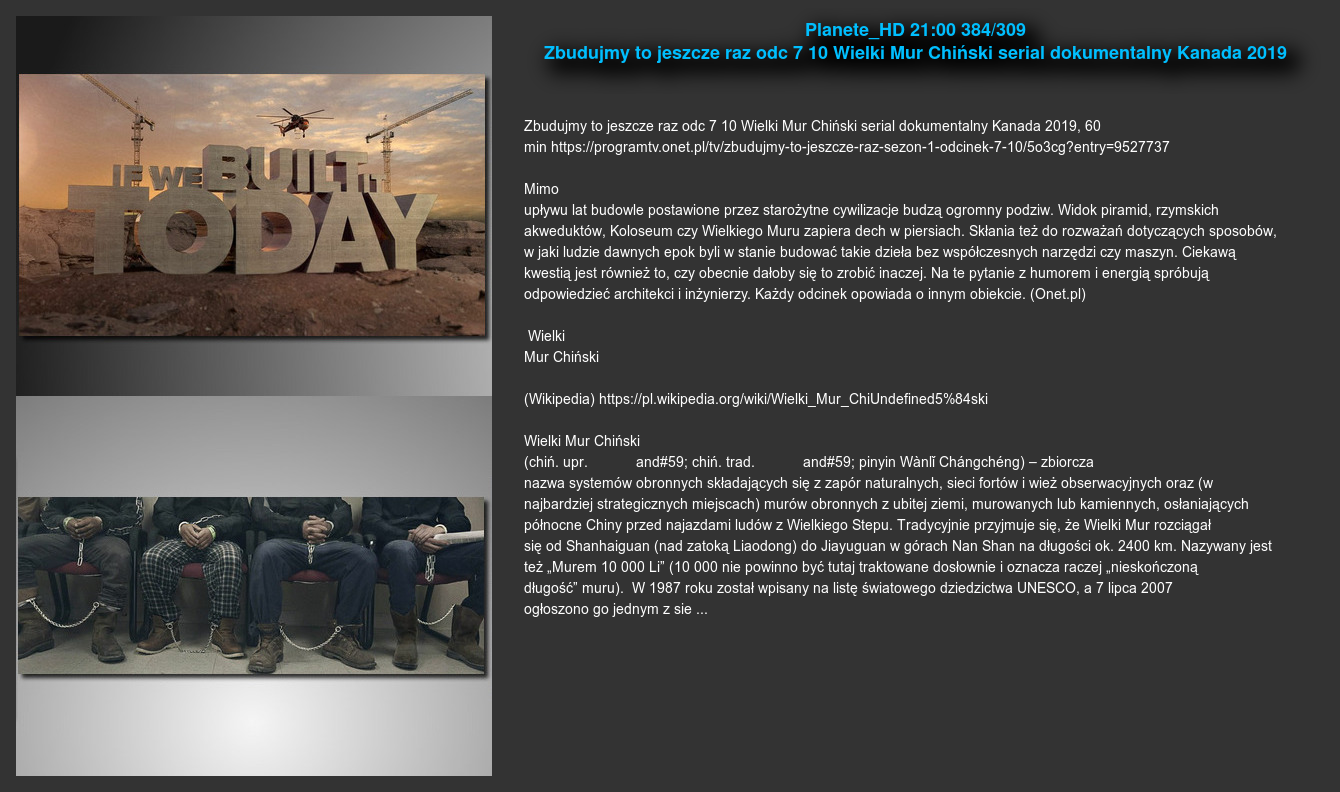 IF WE BUILT IT
TODAY
Planete_HD 21:00 384/309
Zbudujmy to jeszcze raz odc 7 10 Wielki Mur Chiński serial dokumentalny Kanada 2019
Zbudujmy to jeszcze raz odc 7 10 Wielki Mur Chiński serial dokumentalny Kanada 2019, 60
min https://programtv.onet.pl/tv/zbudujmy-to-jeszcze-raz-sezon-1-odcinek-7-10/5o3cg?entry=9527737
Mimo
upływu lat budowle postawione przez starożytne cywilizacje budzą ogromny podziw. Widok piramid, rzymskich
akweduktów, Koloseum czy Wielkiego Muru zapiera dech w piersiach. Skłania też do rozważań dotyczących sposobów,
w jaki ludzie dawnych epok byli w stanie budować takie dzieła bez współczesnych narzędzi czy maszyn. Ciekawą
kwestią jest również to, czy obecnie dałoby się to zrobić inaczej. Na te pytanie z humorem i energią spróbują
odpowiedzieć architekci i inżynierzy. Każdy odcinek opowiada o innym obiekcie. (Onet.pl)
Wielki
Mur Chiński
(Wikipedia) https://pl.wikipedia.org/wiki/Wielki_Mur_ChiUndefined5%84ski
Wielki Mur Chiński
(chiń. upr. and#59; chiń. trad. and#59; pinyin Wànlǐ Chángchéng) – zbiorcza
nazwa systemów obronnych składających się z zapór naturalnych, sieci fortów i wież obserwacyjnych oraz (w
najbardziej strategicznych miejscach) murów obronnych z ubitej ziemi, murowanych lub kamiennych, osłaniających
północne Chiny przed najazdami ludów z Wielkiego Stepu. Tradycyjnie przyjmuje się, że Wielki Mur rozciągał
się od Shanhaiguan (nad zatoką Liaodong) do Jiayuguan w górach Nan Shan na długości ok. 2400 km. Nazywany jest
też „Murem 10 000 Li” (10 000 nie powinno być tutaj traktowane dosłownie i oznacza raczej „nieskończoną
długość” muru). W 1987 roku został wpisany na listę światowego dziedzictwa UNESCO, a 7 lipca 2007
ogłoszono go jednym z sie ...